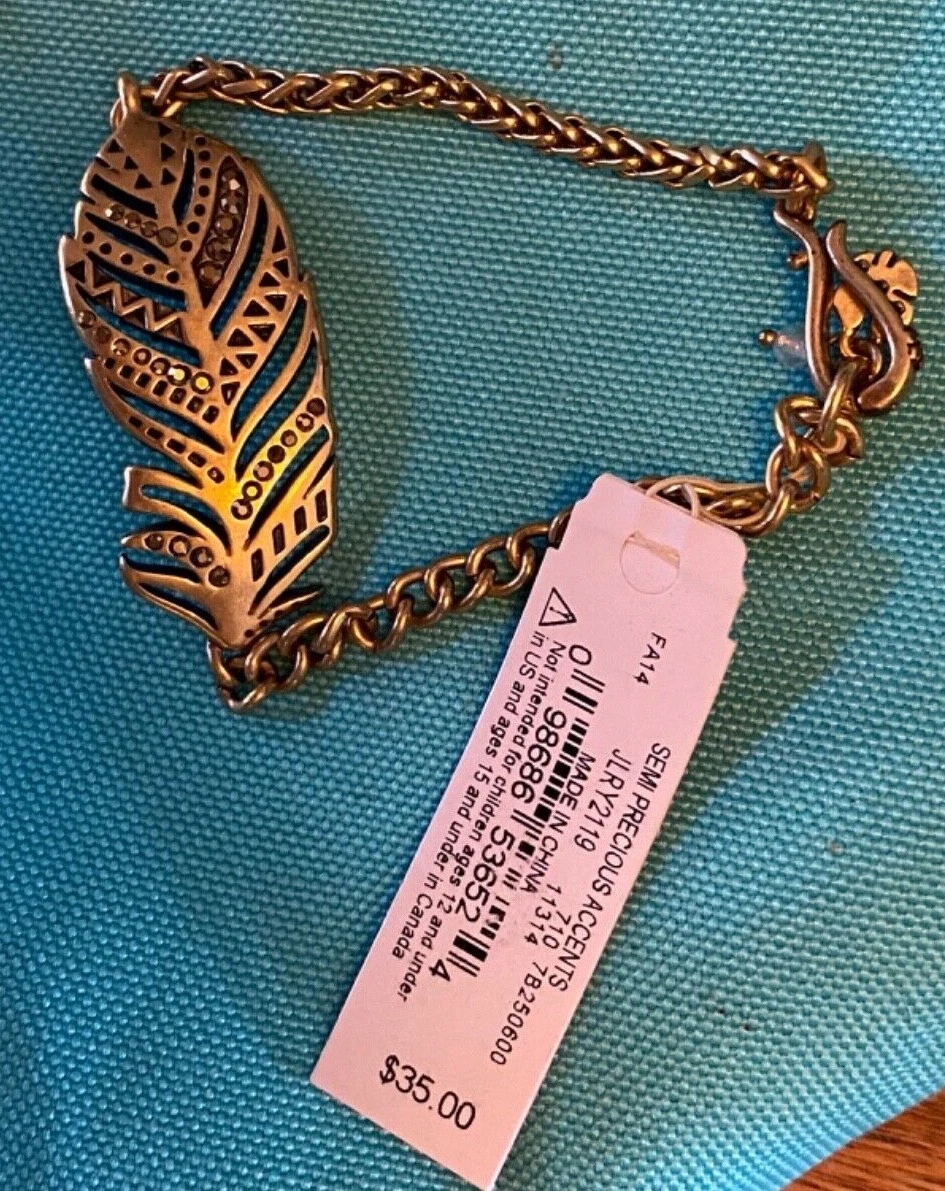 FA14
SEMI PRECIOUS ACCENTS
JLRY2119 710 7B250600
MADE IN CHINA 11314
0 98686 53652 4
Not intended for children ages 12 and under
in US and ages 15 and under in Canada
$35.00